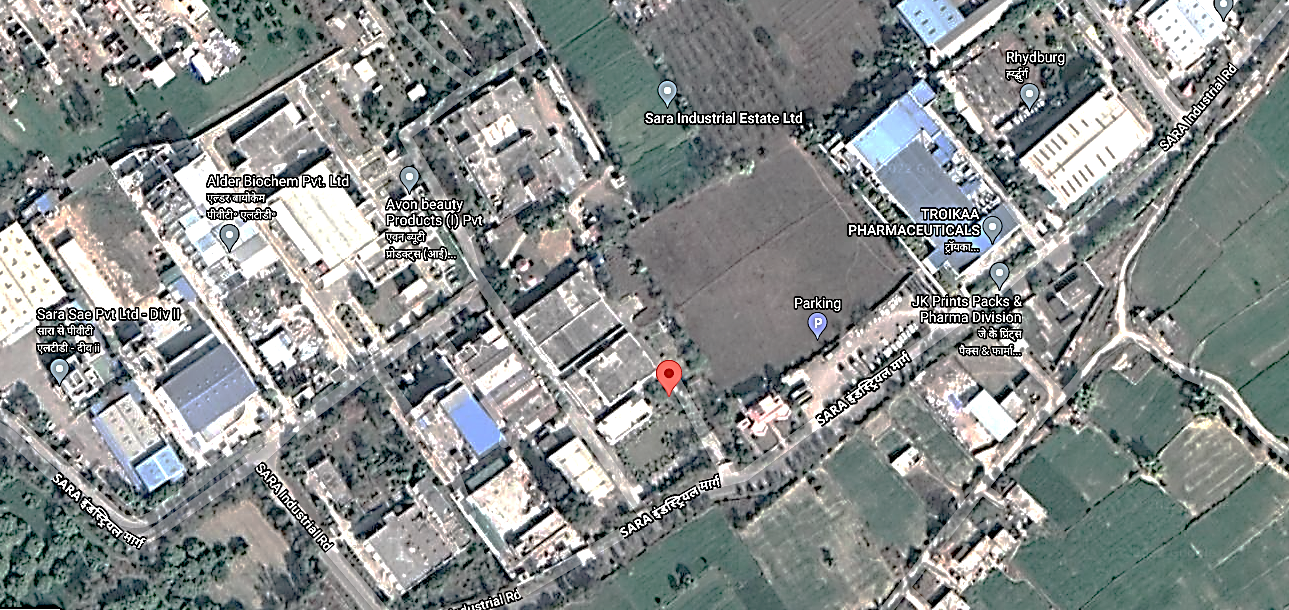 Rhydburg
SARA Industrial Rd
Sara Industrial Estate Ltd
Alder Biochem Pvt. Ltd
एल्डर बायोकेम
पीवीटी॰ एलटीडी॰
Avon beauty
Products (I) Pvt
एवन ब्यूटी
प्रोडक्ट्स (आई)...
TROIKAA
PHARMACEUTICALS
ट्रॉयका...
JK Prints Packs &
Pharma Division
जे के प्रिंट्स
पैक्स & फार्मा...
Parking
P
Sara Sae Pvt Ltd - Div II
सारा से पीवीटी
एलटीडी - दीव ii
SARA इंडस्ट्रियल मार्ग
SARA इंडस्ट्रियल मार्ग
SARA इंडस्ट्रियल मार्ग
SARA Industrial Rd
Industrial Rd